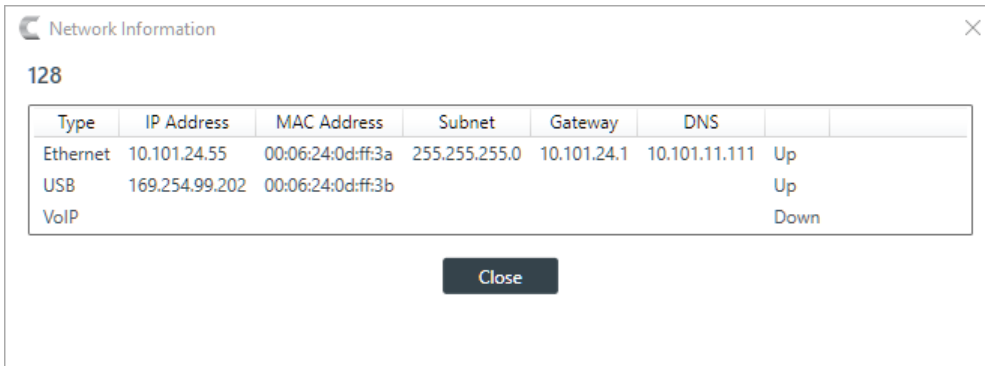 Network Information
128
Type IP Address MAC Address Subnet Gateway DNS
Ethernet 10.101.24.55 00:06:24:0d:ff:3a 255.255.255.0 10.101.24.1 10.101.11.111 Up
USB 169.254.99.202 00:06:24:0d:ff:3b Up
VoIP Down
Close